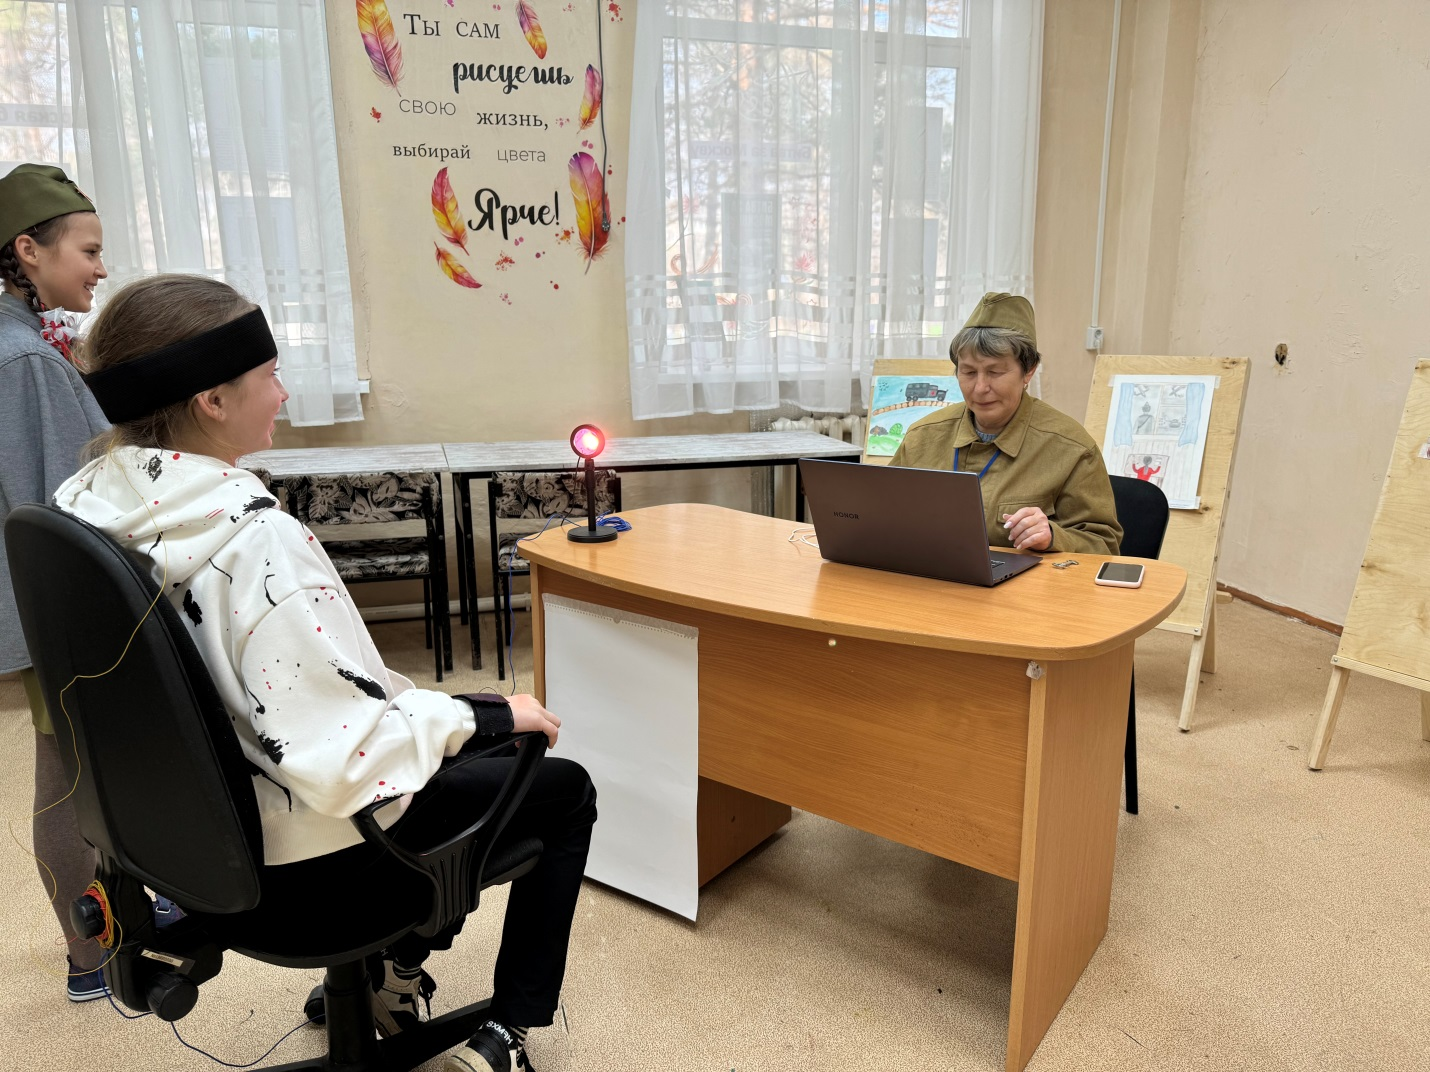 Ты сам
рисуешь
свою
жизнь,
выбирай цвета
Ярче!
HONOR